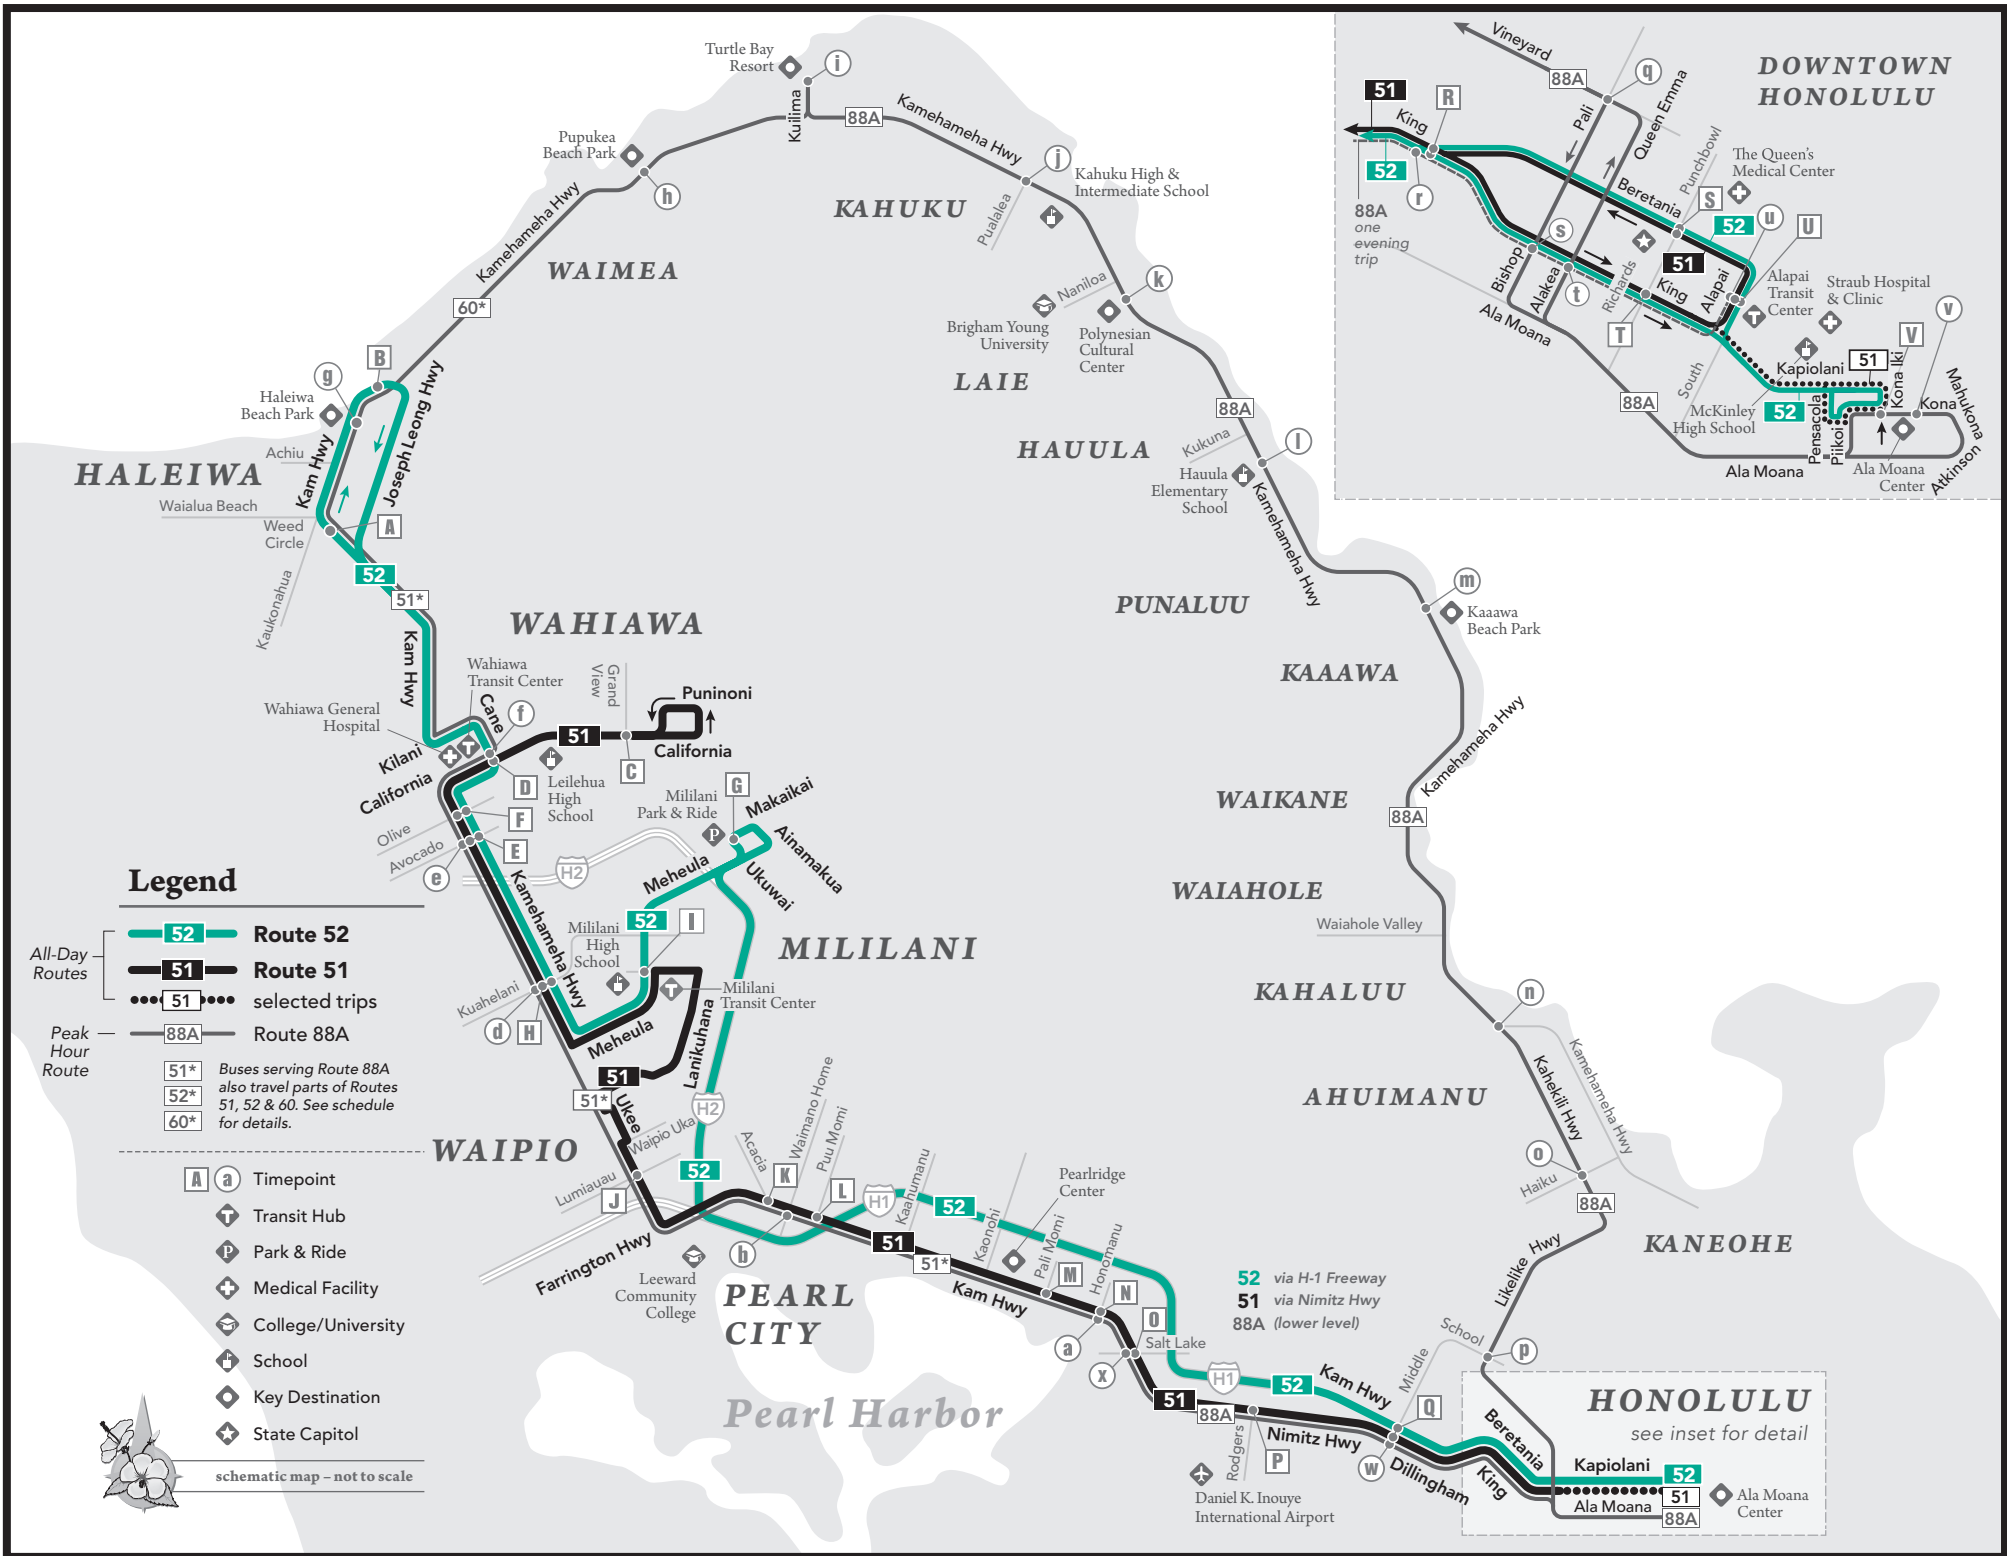 Turtle Bay
Resort
i
Kuilima
88A
Kamehameha Hwy
Pupukea
Beach Park
h
Kamehameha Hwy
j
Kahuku High &
Intermediate School
KAHUKU
Pualalea
WAIMEA
60*
Naniloa
k
Brigham Young
University
Polynesian
Cultural
Center
LAIE
88A
HAUULA
Kukuna
l
Hauula
Elementary
School
Kamehameha Hwy
m
Kaaawa
Beach Park
PUNALUU
KAAAWA
Kamehameha Hwy
WAIKANE
88A
WAIAHOLE
Waiahole Valley
KAHALUU
n
Kahekili Hwy
Kamehameha Hwy
AHUIMANU
o
Haiku
88A
KANEOHE
Likelike Hwy
School
p
B
g
Haleiwa
Beach Park
Achiu
HALEIWA
Kam Hwy
Joseph Leong Hwy
Waialua Beach
Weed
Circle
A
Kaukonahua
52
51*
WAHIAWA
Kam Hwy
Wahiawa
Transit Center
Wahiawa General
Hospital
Cane
f
Grand
View
Puninoni
51
California
Kilani
California
C
D
Leilehua
High
School
Mililani
Park & Ride
G
Makaikai
Ainamakua
F
Olive
Avocado
E
e
H2
Meheula
Ukuwai
Kamehameha Hwy
52
I
Mililani
High
School
MILILANI
Mililani
Transit Center
Kuahelani
d
H
Meheula
Lanikuhana
51
51*
Ukee
H2
Waipio Uka
WAIPIO
52
Lumiauau
J
Acacia
Waimano Home
Puu Momi
K
L
H1
Kaahumanu
52
Pearlridge
Center
Farrington Hwy
b
Leeward
Community
College
51
51*
Kaonohi
Pali Momi
Honomanu
M
N
O
Kam Hwy
PEARL
CITY
a
x
Salt Lake
Pearl Harbor
52 via H-1 Freeway
51 via Nimitz Hwy
88A (lower level)
H1
52
Kam Hwy
Middle
Q
51
88A
Rodgers
Nimitz Hwy
P
w
Dillingham
Daniel K. Inouye
International Airport
HONOLULU
see inset for detail
Beretania
King
Kapiolani
52
51
Ala Moana
88A
Ala Moana
Center
DOWNTOWN
HONOLULU
Vineyard
88A
q
51
R
King
Pali
Queen Emma
Punchbowl
The Queen's
Medical Center
52
r
88A
one
evening
trip
Beretania
S
52
u
U
s
Bishop
Alakea
t
Richards
51
King
Alapai
Alapai
Transit
Center
Straub Hospital
& Clinic
v
Ala Moana
T
South
V
51
Kapiolani
Kona Iki
Kona
Mahukona
88A
McKinley
High School
52
Pensacola
Piikoi
Ala Moana
Ala Moana
Center
Atkinson
Legend
All-Day
Routes
52 Route 52
51 Route 51
51 selected trips
Peak
Hour
Route
88A Route 88A
51*
52*
60*
Buses serving Route 88A
also travel parts of Routes
51, 52 & 60. See schedule
for details.
A a Timepoint
T Transit Hub
P Park & Ride
Medical Facility
College/University
School
Key Destination
State Capitol
schematic map – not to scale